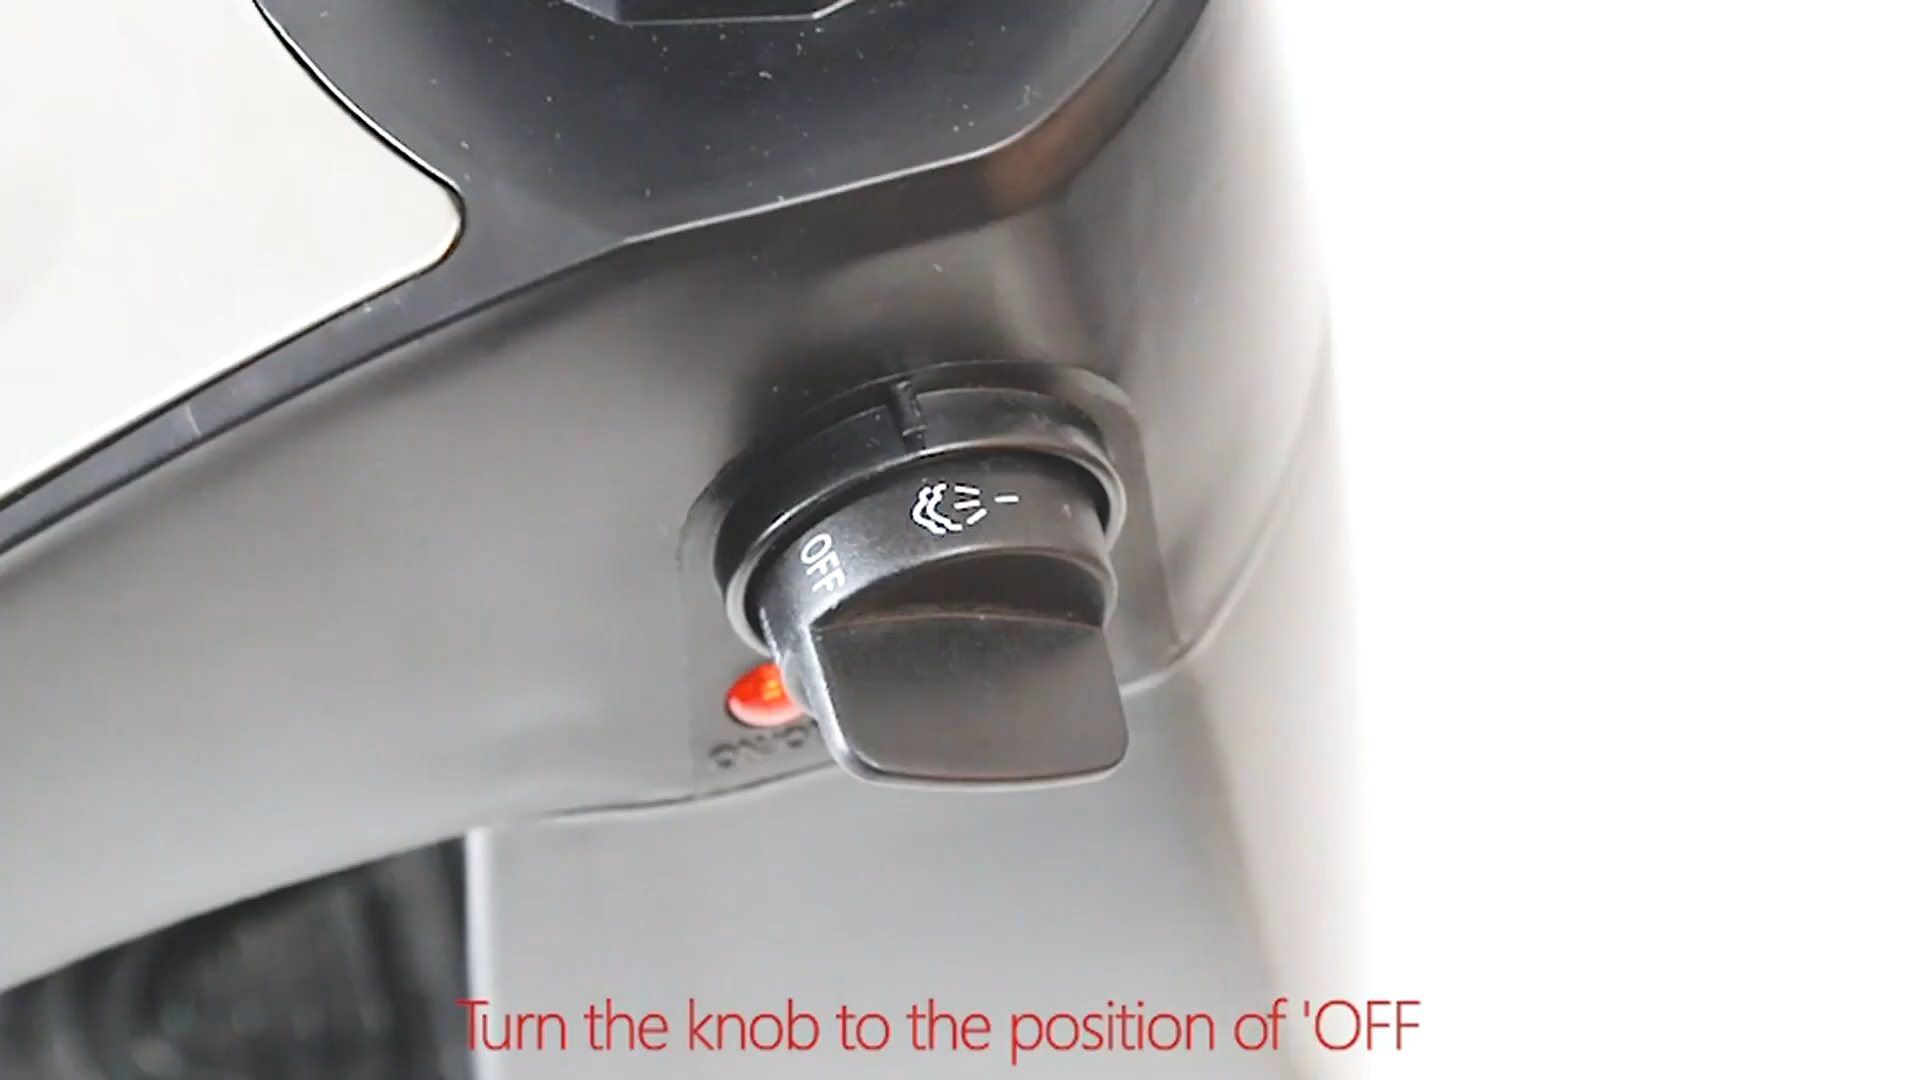 OFF
Turn the knob to the position of 'OFF